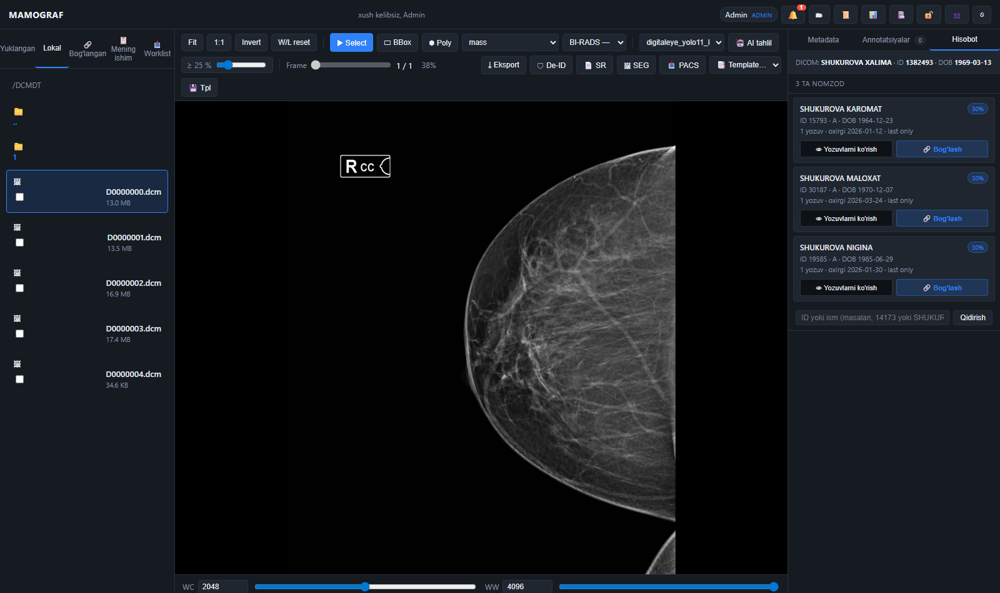 MAMOGRAF
xush kelibsiz, Admin
Admin ADMIN
1
Yuklangan
Lokal
Bog'langan
Mening ishim
Worklist
/DCMDT
..
1
D0000000.dcm
13.0 MB
D0000001.dcm
13.5 MB
D0000002.dcm
16.9 MB
D0000003.dcm
17.4 MB
D0000004.dcm
34.6 KB
Fit
1:1
Invert
W/L reset
Select
BBox
Poly
mass
BI-RADS —
digitaleye_yolo11_l
AI tahlil
≥ 25 %
Frame
1 / 1
38%
Eksport
De-ID
SR
SEG
PACS
Template...
Tpl
R CC
WC 2048
WW 4096
Metadata
Annotatsiyalar 0
Hisobot
DICOM: SHUKUROVA XALIMA · ID 1382493 · DOB 1969-03-13
3 TA NOMZOD
SHUKUROVA KAROMAT 30%
ID 15793 · A · DOB 1964-12-23
1 yozuv · oxirgi 2026-01-12 · last only
Yozuvlarni ko'rish
Bog'lash
SHUKUROVA MALOXAT 30%
ID 30187 · A · DOB 1970-12-07
1 yozuv · oxirgi 2026-03-24 · last only
Yozuvlarni ko'rish
Bog'lash
SHUKUROVA NIGINA 30%
ID 19585 · A · DOB 1985-06-29
1 yozuv · oxirgi 2026-01-30 · last only
Yozuvlarni ko'rish
Bog'lash
ID yoki ism (masalan, 14173 yoki SHUKUR
Qidirish